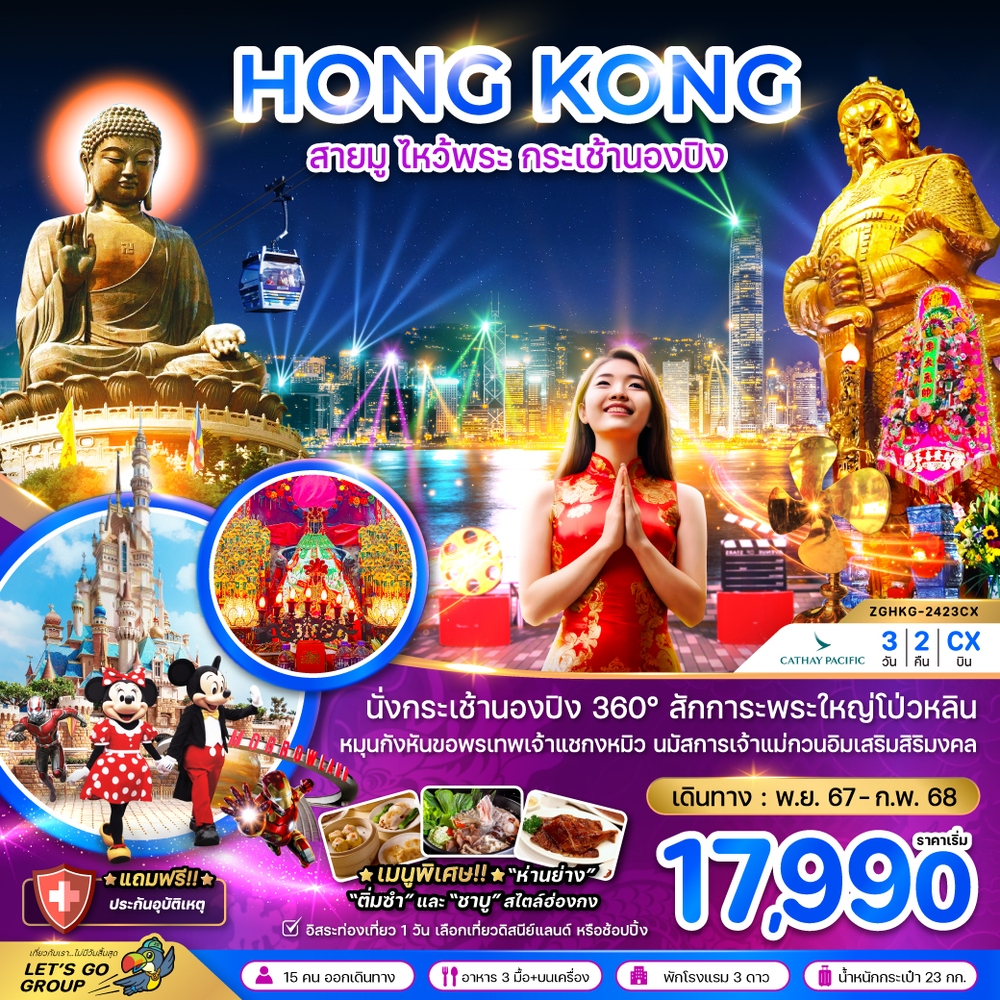 HONG KONG
สายมู ไหว้พระ กระเช้านองปิง
ZGHKG-2423CX
CATHAY PACIFIC
3 วัน
2 คืน
CX บิน
นั่งกระเช้านองปิง 360° สักการะพระใหญ่โป่วหลิน
หมุนกังหันขอพรเทพเจ้าแชกงหมิว นมัสการเจ้าแม่กวนอิมเสริมสิริมงคล
เดินทาง : พ.ย. 67 - ก.พ. 68
ราคาเริ่ม
17,990
เมนูพิเศษ!! "ห่านย่าง"
"ติ่มซำ" และ "ชาบู" สไตล์ฮ่องกง
อิสระท่องเที่ยว 1 วัน เลือกเที่ยวดิสนีย์แลนด์ หรือช้อปปิ้ง
แถมฟรี!!
ประกันอุบัติเหตุ
เที่ยวกับเรา...ไม่มีวันสิ้นสุด
LET'S GO
GROUP
15 คน ออกเดินทาง
อาหาร 3 มื้อ+บนเครื่อง
พักโรงแรม 3 ดาว
น้ำหนักกระเป๋า 23 กก.